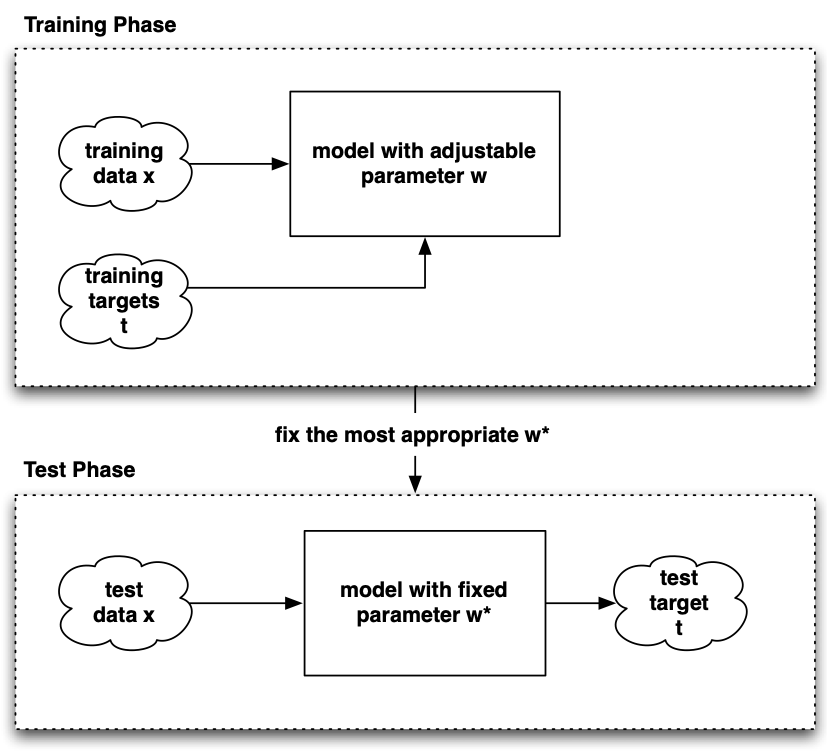 Training Phase
training
data x
model with adjustable
parameter w
training
targets
t
fix the most appropriate w*
Test Phase
test
data x
model with fixed
parameter w*
test
target
t